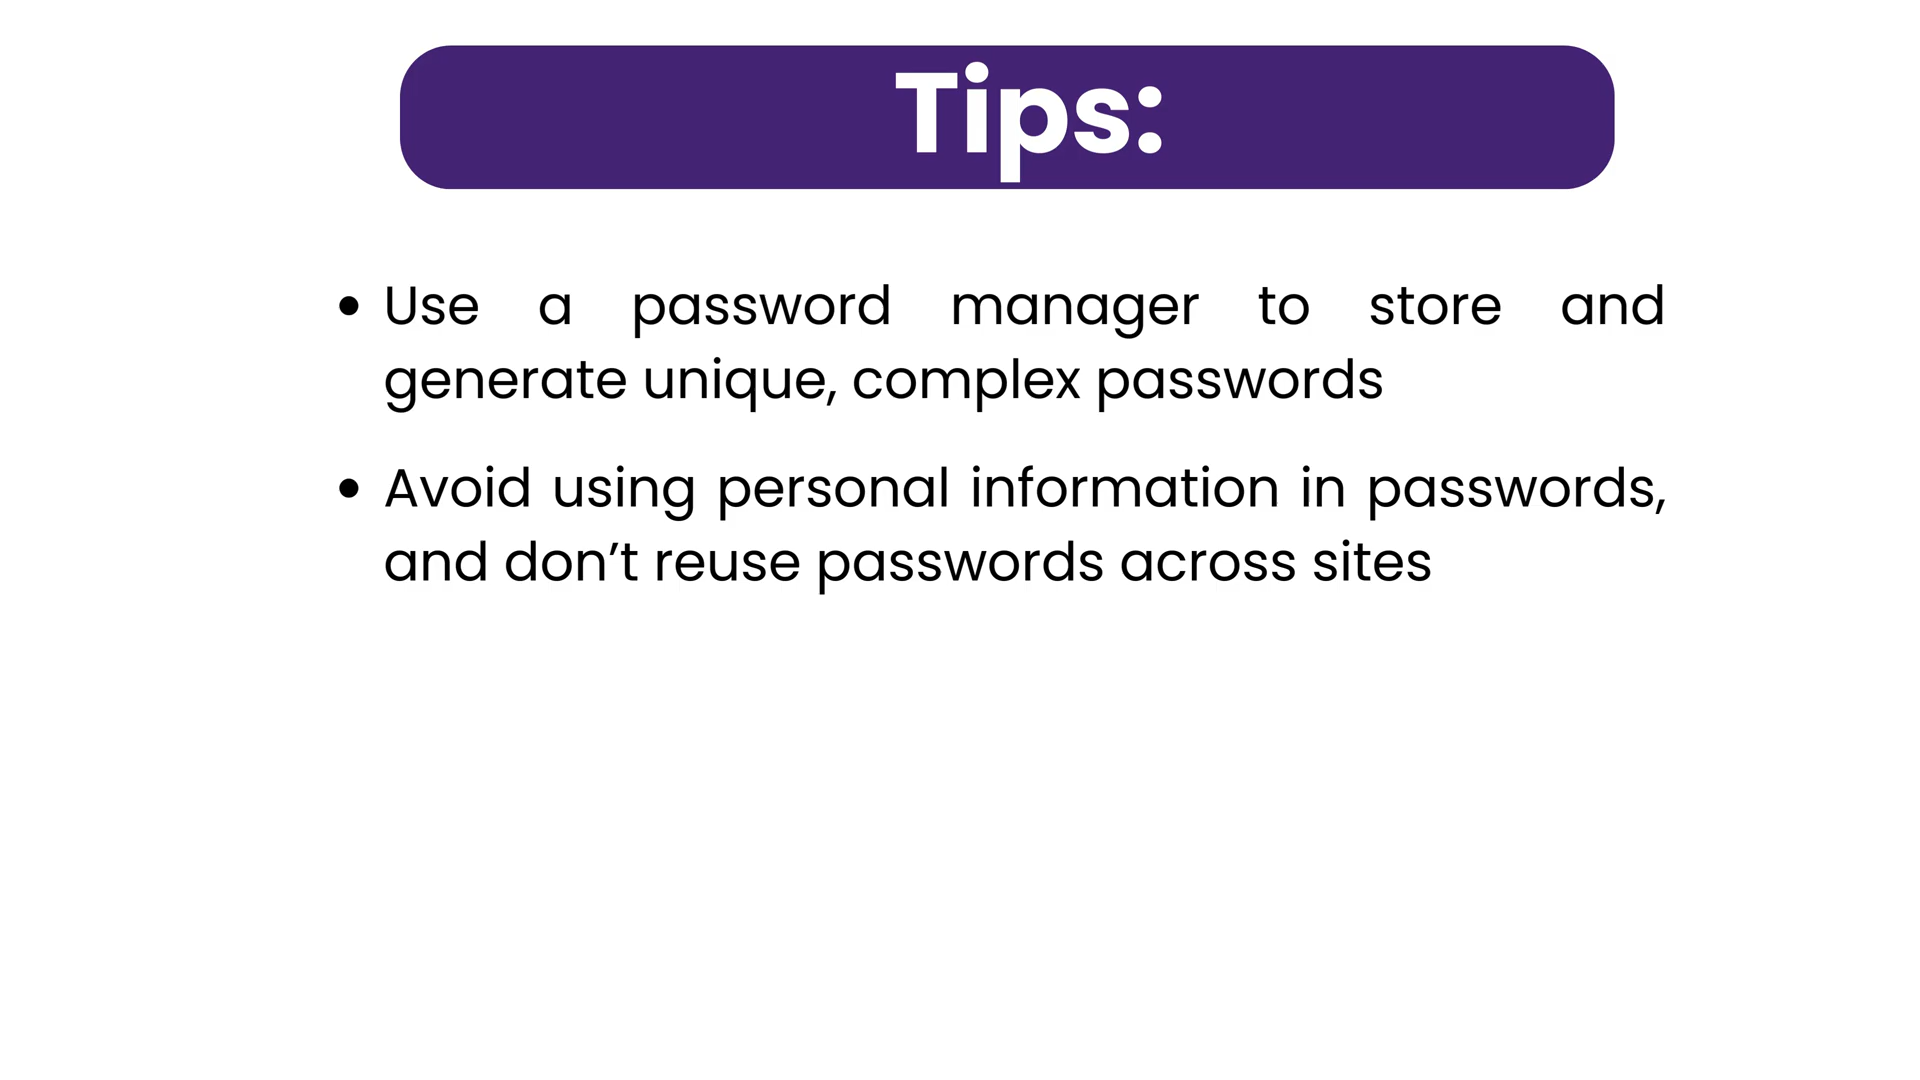 Tips:
• Use a password manager to store and
generate unique, complex passwords
• Avoid using personal information in passwords,
and don’t reuse passwords across sites